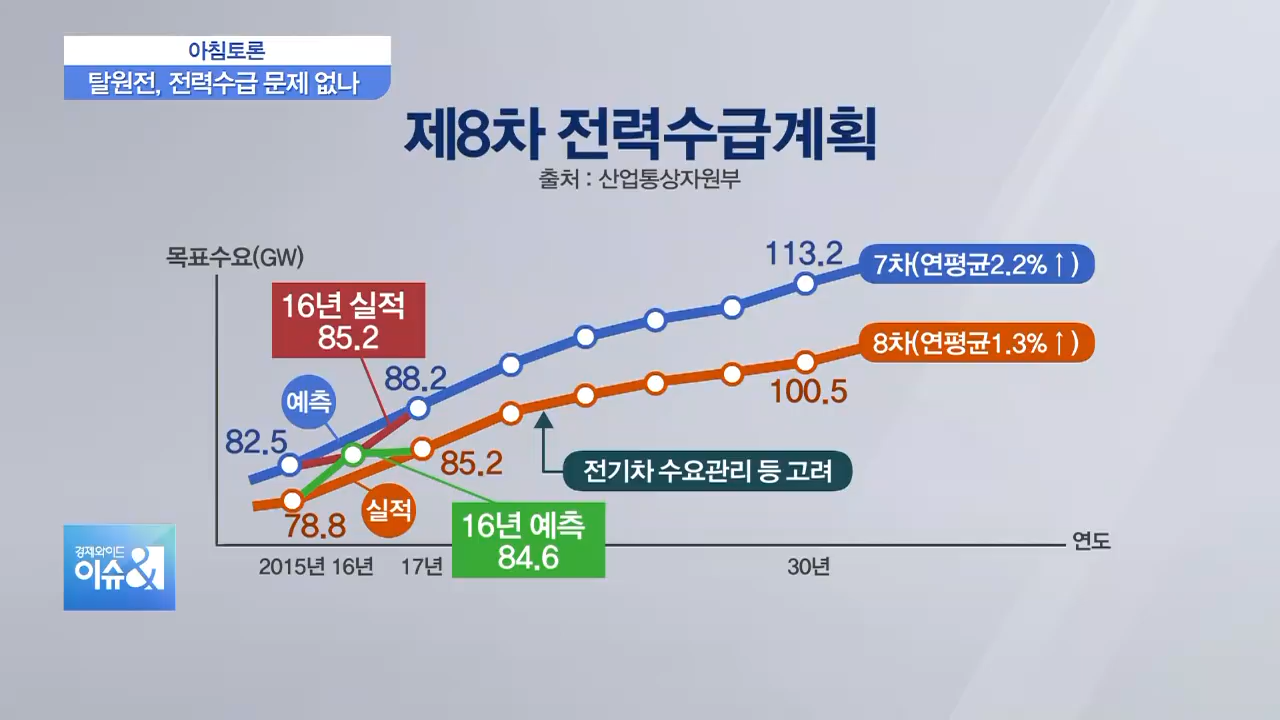 아침토론
탈원전, 전력수급 문제 없나
제8차 전력수급계획
출처 : 산업통상자원부
목표수요(GW)
113.2
7차(연평균2.2%↑)
16년 실적
85.2
8차(연평균1.3%↑)
88.2
100.5
예측
82.5
85.2
전기차 수요관리 등 고려
78.8
실적
16년 예측
84.6
연도
2015년 16년 17년 30년
경제와이드
이슈&